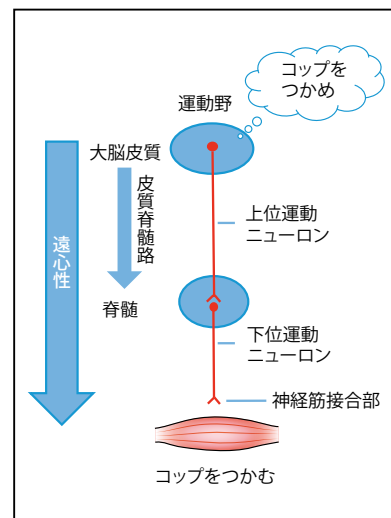 コップを
つかめ
運動野
大脳皮質
皮質脊髄路
遠心性
上位運動
ニューロン
脊髄
下位運動
ニューロン
神経筋接合部
コップをつかむ